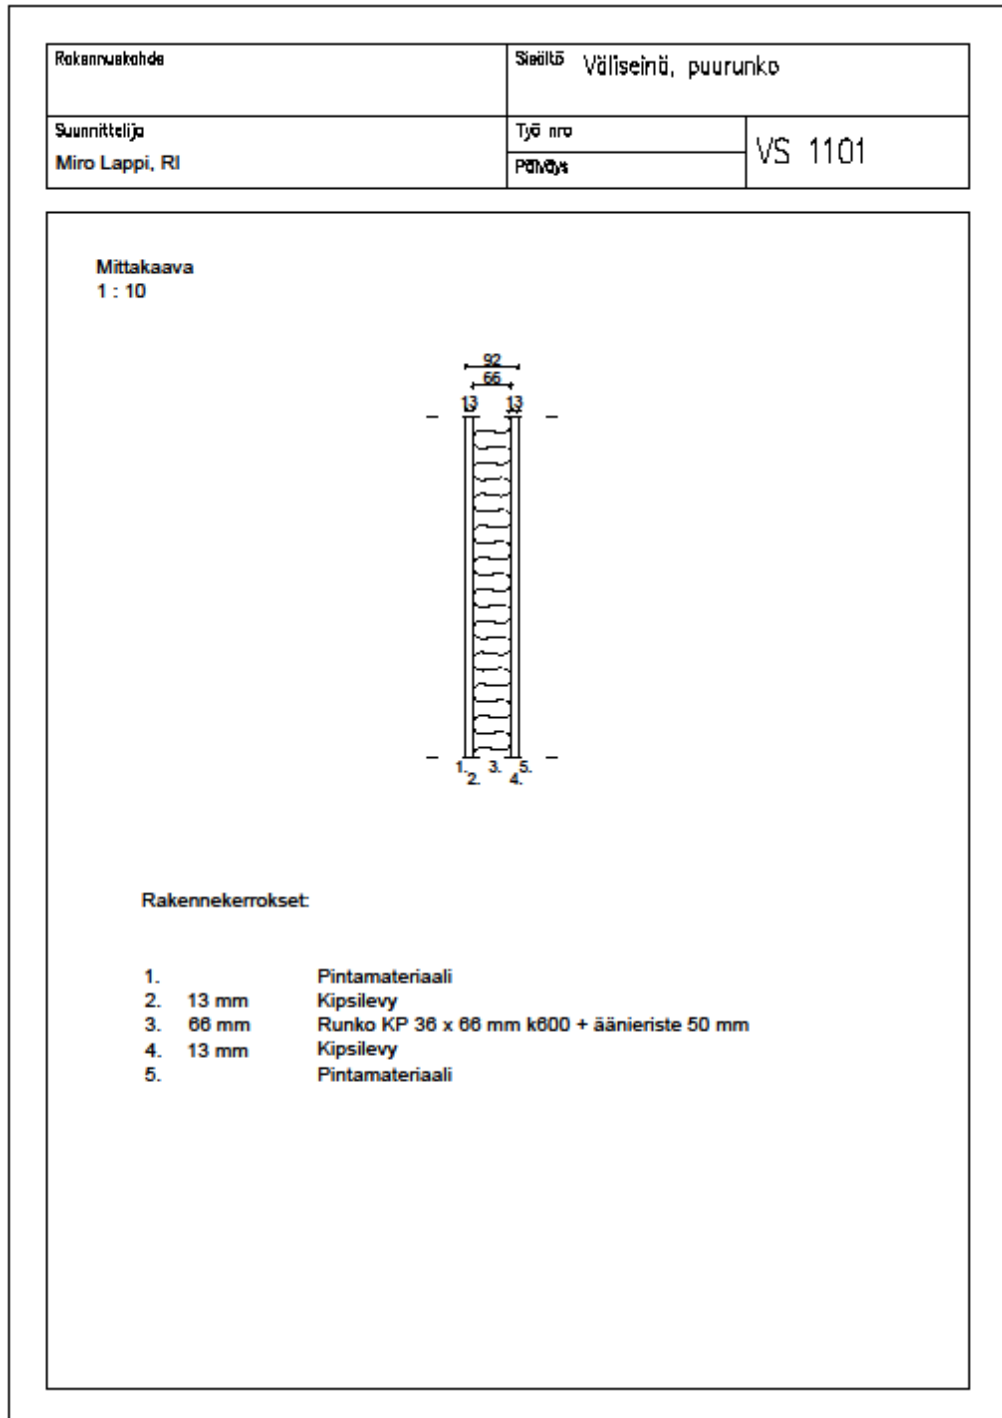 Rakennuskohde
Sisältö Väliseinä, puurunko
Suunnittelija
Miro Lappi, RI
Työ nro
Päiväys
VS 1101
Mittakaava
1 : 10
92
66
13 13
1. 3. 5.
2. 4.
Rakennekerrokset:
1. Pintamateriaali
2. 13 mm Kipsilevy
3. 66 mm Runko KP 36 x 66 mm k600 + äänieriste 50 mm
4. 13 mm Kipsilevy
5. Pintamateriaali